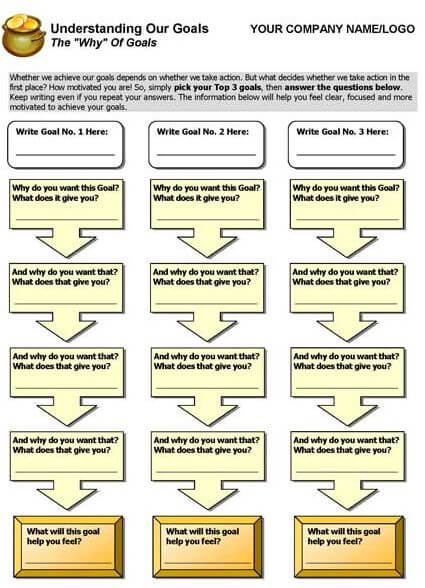 Understanding Our Goals
YOUR COMPANY NAME/LOGO
The "Why" Of Goals
Whether we achieve our goals depends on whether we take action. But what decides whether we take action in the
first place? How motivated you are! So, simply pick your Top 3 goals, then answer the questions below.
Keep writing even if you repeat your answers. The information below will help you feel clear, focused and more
motivated to achieve your goals.
Write Goal No. 1 Here:
Write Goal No. 2 Here:
Write Goal No. 3 Here:
Why do you want this Goal?
What does it give you?
Why do you want this Goal?
What does it give you?
Why do you want this Goal?
What does it give you?
And why do you want that?
What does that give you?
And why do you want that?
What does that give you?
And why do you want that?
What does that give you?
And why do you want that?
What does that give you?
And why do you want that?
What does that give you?
And why do you want that?
What does that give you?
And why do you want that?
What does that give you?
And why do you want that?
What does that give you?
And why do you want that?
What does that give you?
What will this goal
help you feel?
What will this goal
help you feel?
What will this goal
help you feel?